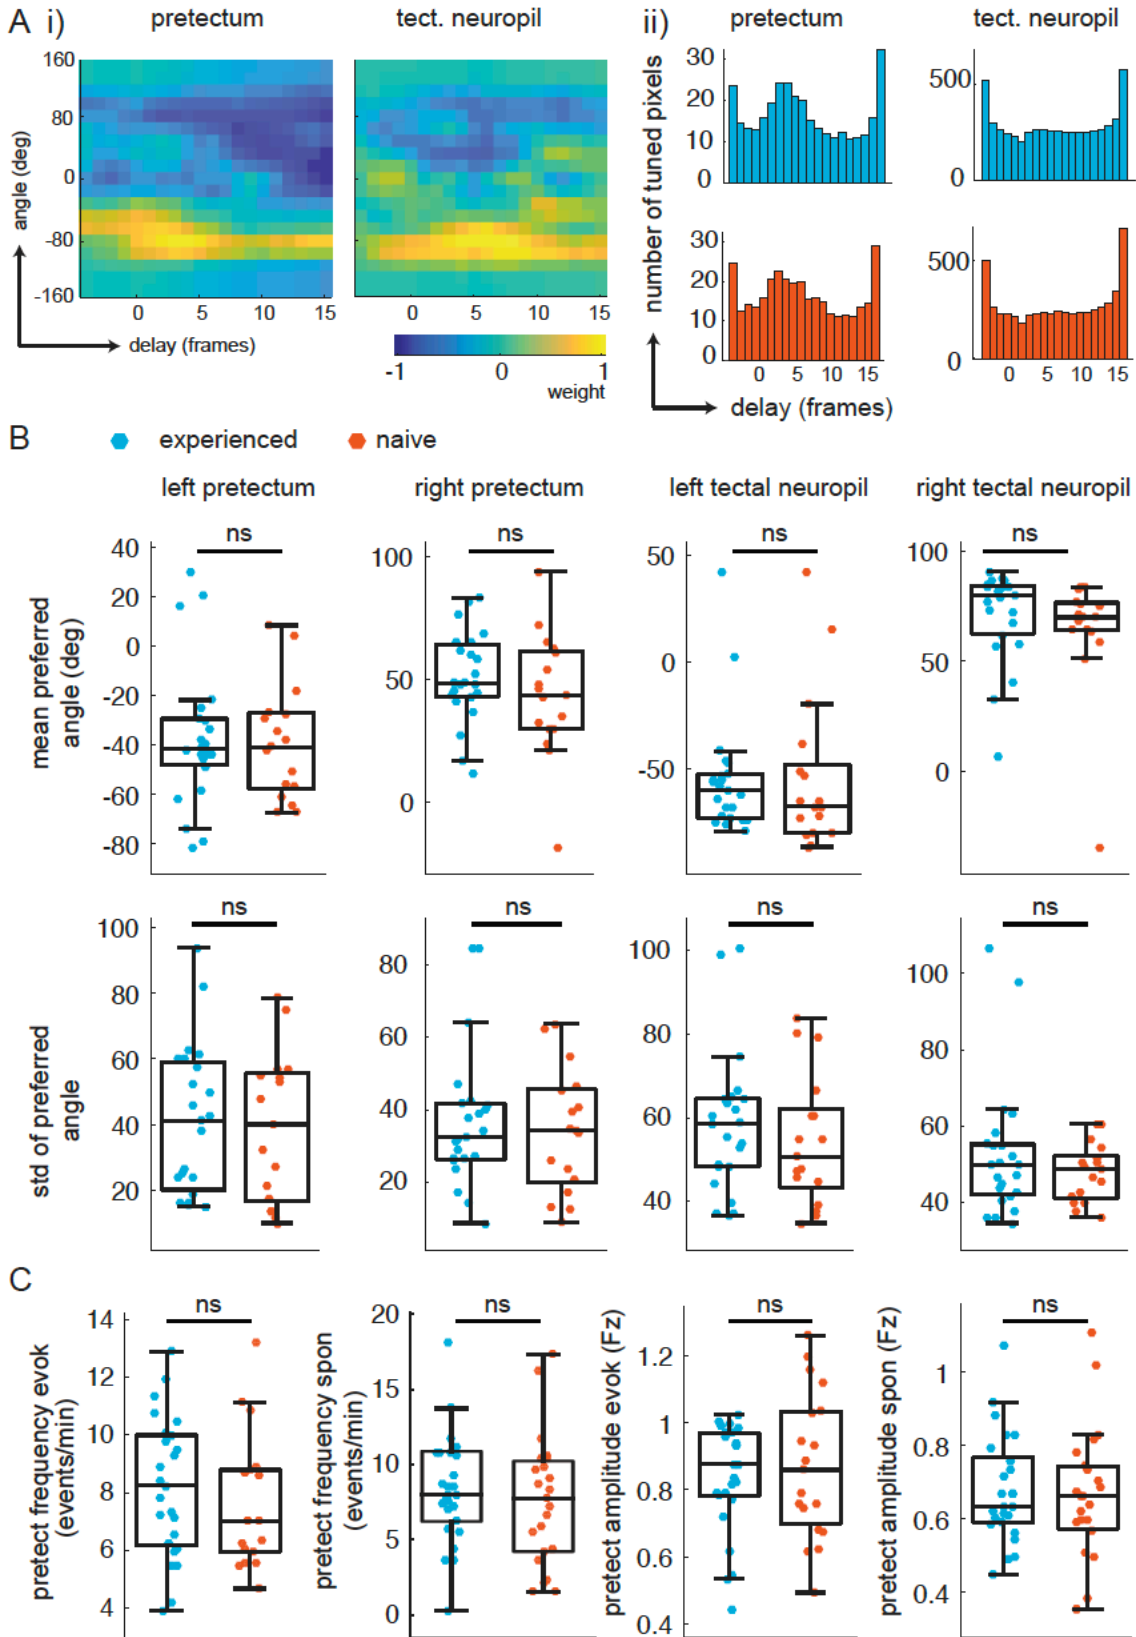 A i) pretectum tect. neuropil ii) pretectum tect. neuropil
160
80
0
-80
-160
angle (deg)
0 5 10 15 0 5 10 15
delay (frames)
-1 0 1
weight
number of tuned pixels
30
20
10
0
500
0
30
20
10
0
500
0
0 5 10 15 0 5 10 15
delay (frames)
B experienced naive
left pretectum right pretectum left tectal neuropil right tectal neuropil
mean preferred
angle (deg)
ns ns ns ns
40
20
0
-20
-40
-60
-80
100
50
0
50
0
-50
100
50
0
std of preferred
angle
ns ns ns ns
100
80
60
40
20
80
60
40
20
100
80
60
40
100
80
60
40
C
pretect frequency evok
(events/min)
ns
14
12
10
8
6
4
pretect frequency spon
(events/min)
ns
20
15
10
5
0
pretect amplitude evok (Fz)
ns
1.2
1
0.8
0.6
0.4
pretect amplitude spon (Fz)
ns
1
0.8
0.6
0.4